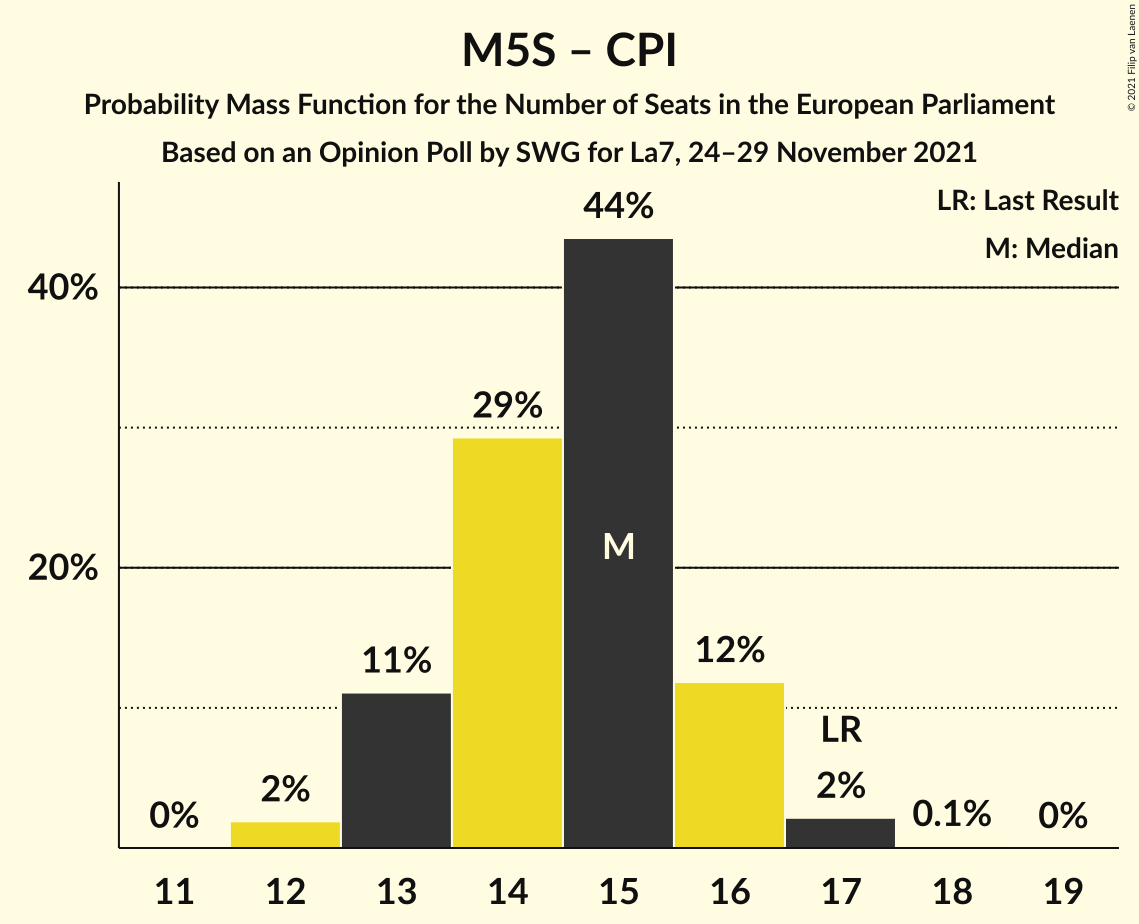 M5S – CPI
Probability Mass Function for the Number of Seats in the European Parliament
Based on an Opinion Poll by SWG for La7, 24–29 November 2021
© 2021 Filip van Laenen
LR: Last Result
M: Median
40%
20%
0%
2%
11%
29%
44%
M
12%
LR
2%
0.1%
0%
11 12 13 14 15 16 17 18 19